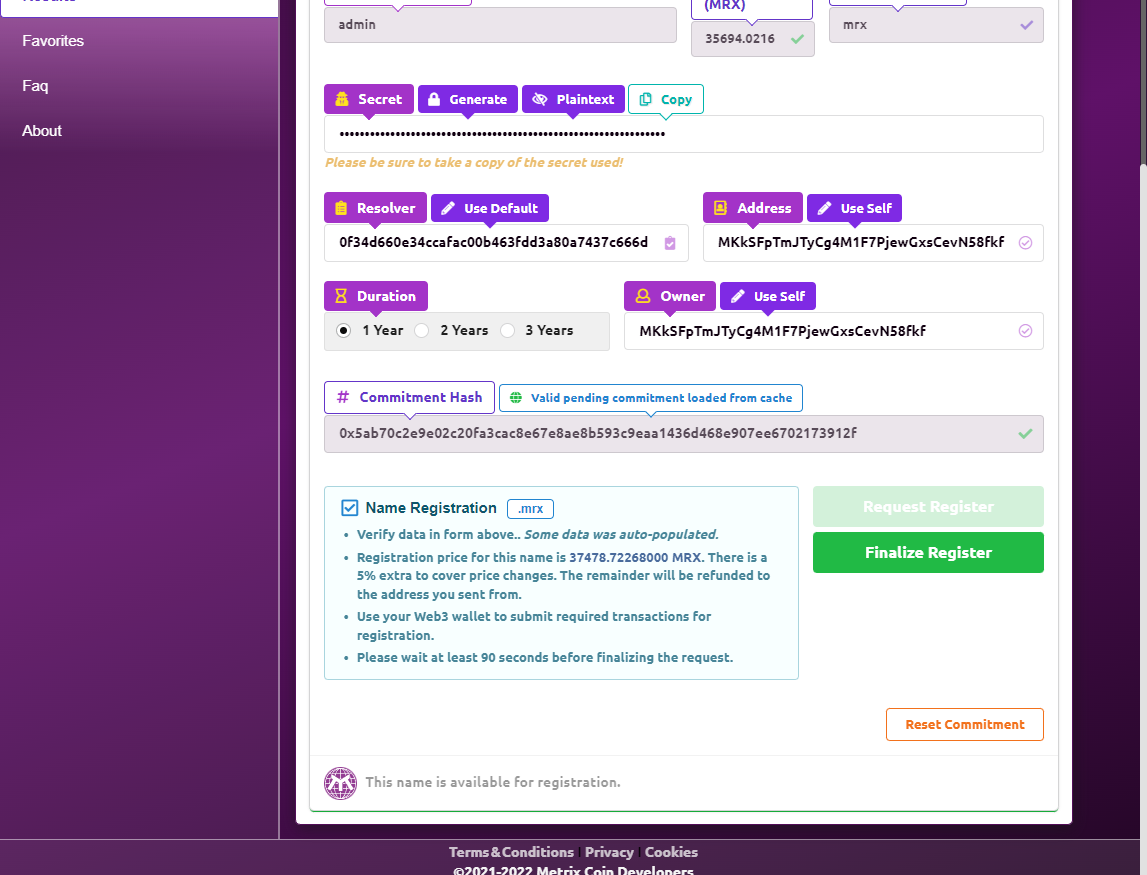 Favorites
Faq
About
(MRX)
admin
35694.0216
mrx
Secret
Generate
Plaintext
Copy
Please be sure to take a copy of the secret used!
Resolver
Use Default
Address
Use Self
0f34d660e34ccafac00b463fdd3a80a7437c666d
MKkSFpTmJTyCg4M1F7PjewGxsCevN58fkf
Duration
Owner
Use Self
1 Year
2 Years
3 Years
MKkSFpTmJTyCg4M1F7PjewGxsCevN58fkf
# Commitment Hash
Valid pending commitment loaded from cache
0x5ab70c2e9e02c20fa3cac8e67e8ae8b593c9eaa1436d468e907ee6702173912f
Name Registration
.mrx
• Verify data in form above.. Some data was auto-populated.
• Registration price for this name is 37478.72268000 MRX. There is a
5% extra to cover price changes. The remainder will be refunded to
the address you sent from.
• Use your Web3 wallet to submit required transactions for
registration.
• Please wait at least 90 seconds before finalizing the request.
Request Register
Finalize Register
Reset Commitment
This name is available for registration.
Terms & Conditions | Privacy | Cookies
©2021-2022 Metrix Coin Developers